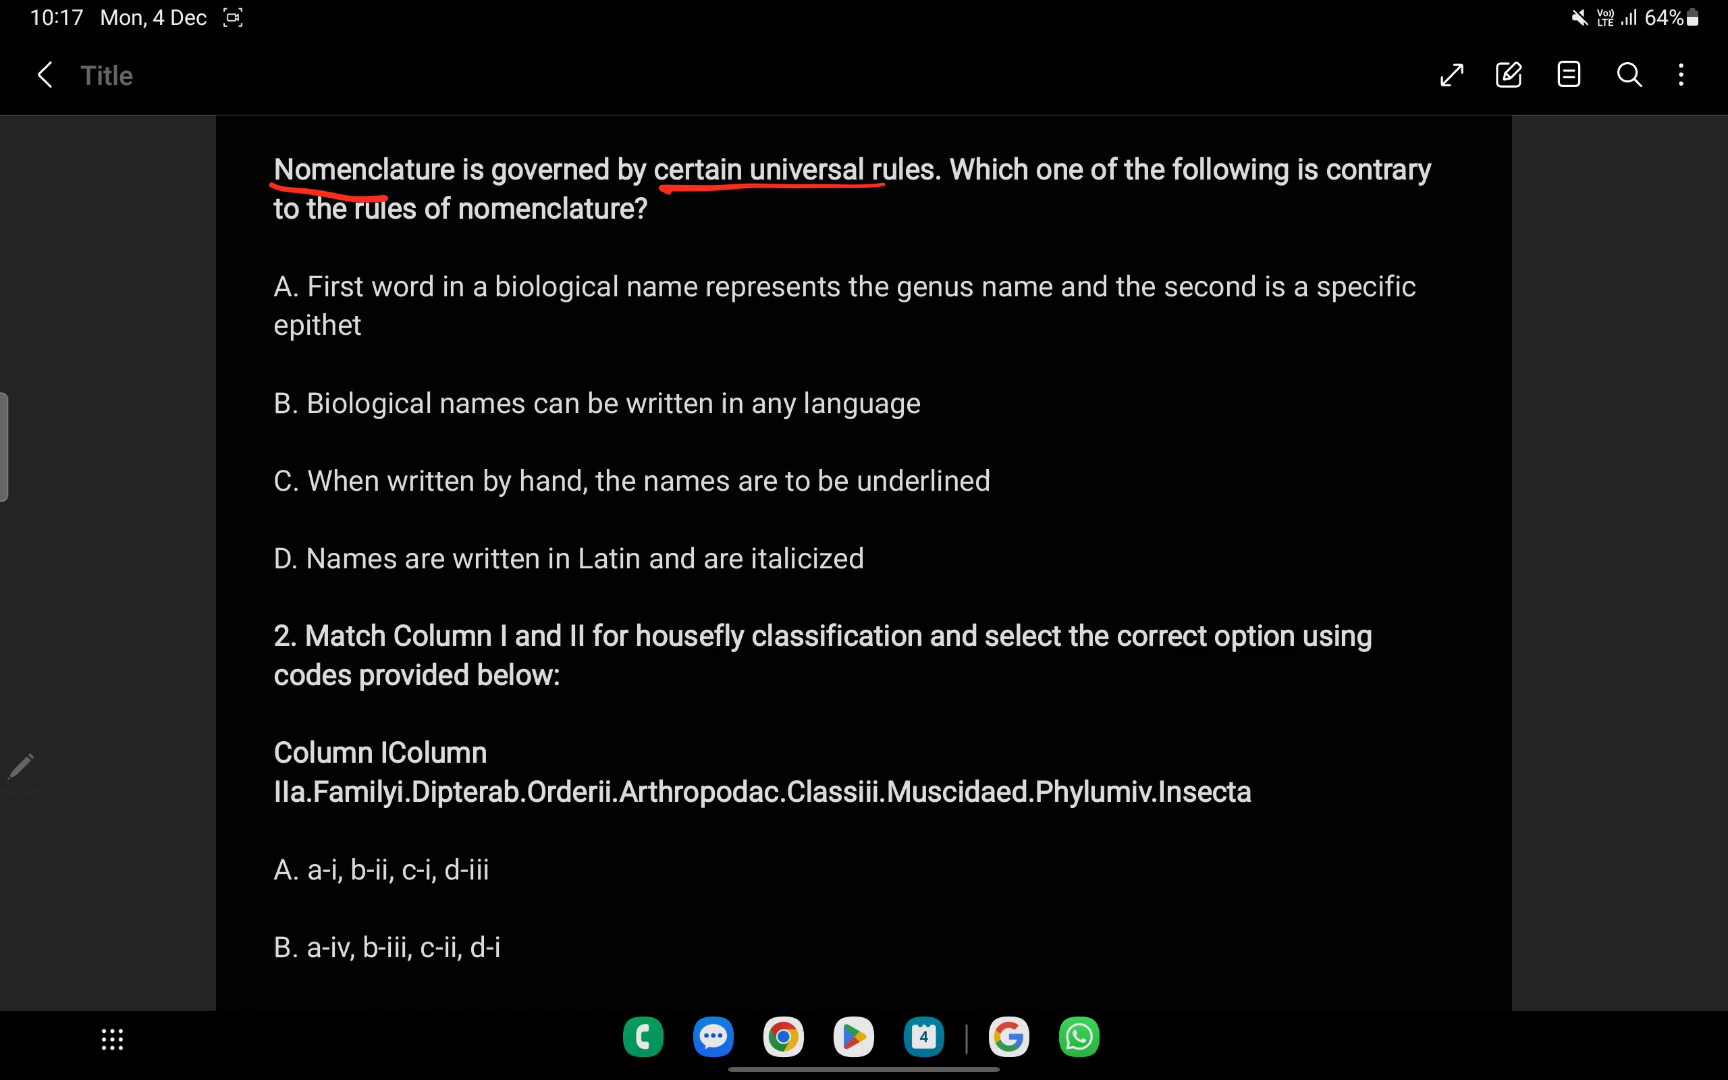 10:17 Mon, 4 Dec
Vo)) LTE 64%
Title
Nomenclature is governed by certain universal rules. Which one of the following is contrary
to the rules of nomenclature?
A. First word in a biological name represents the genus name and the second is a specific
epithet
B. Biological names can be written in any language
C. When written by hand, the names are to be underlined
D. Names are written in Latin and are italicized
2. Match Column I and II for housefly classification and select the correct option using
codes provided below:
Column IColumn
IIa.Familyi.Dipterab.Orderii.Arthropodac.Classiii.Muscidaed.Phylumiv.Insecta
A. a-i, b-ii, c-i, d-iii
B. a-iv, b-iii, c-ii, d-i
4